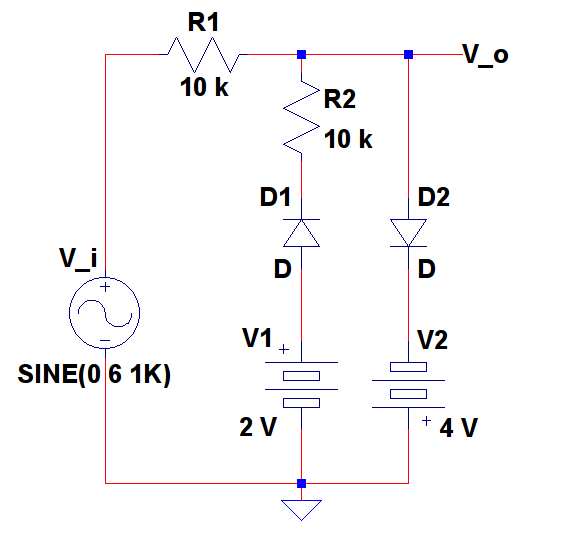 R1
10 k
V_o
R2
10 k
D1
D
D2
D
V_i
+
−
SINE(0 6 1K)
V1
+
2 V
V2
+
4 V